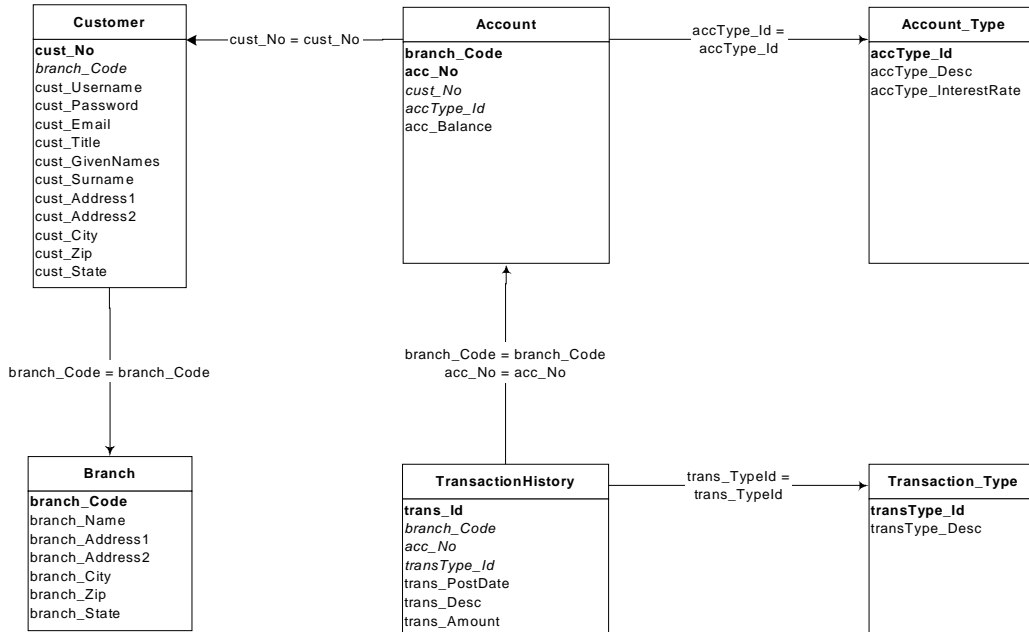 Customer
cust_No
branch_Code
cust_Username
cust_Password
cust_Email
cust_Title
cust_GivenNames
cust_Surname
cust_Address1
cust_Address2
cust_City
cust_Zip
cust_State
cust_No = cust_No
Account
branch_Code
acc_No
cust_No
accType_Id
acc_Balance
accType_Id =
accType_Id
Account_Type
accType_Id
accType_Desc
accType_InterestRate
branch_Code = branch_Code
branch_Code = branch_Code
acc_No = acc_No
Branch
branch_Code
branch_Name
branch_Address1
branch_Address2
branch_City
branch_Zip
branch_State
TransactionHistory
trans_Id
branch_Code
acc_No
transType_Id
trans_PostDate
trans_Desc
trans_Amount
trans_TypeId =
trans_TypeId
Transaction_Type
transType_Id
transType_Desc